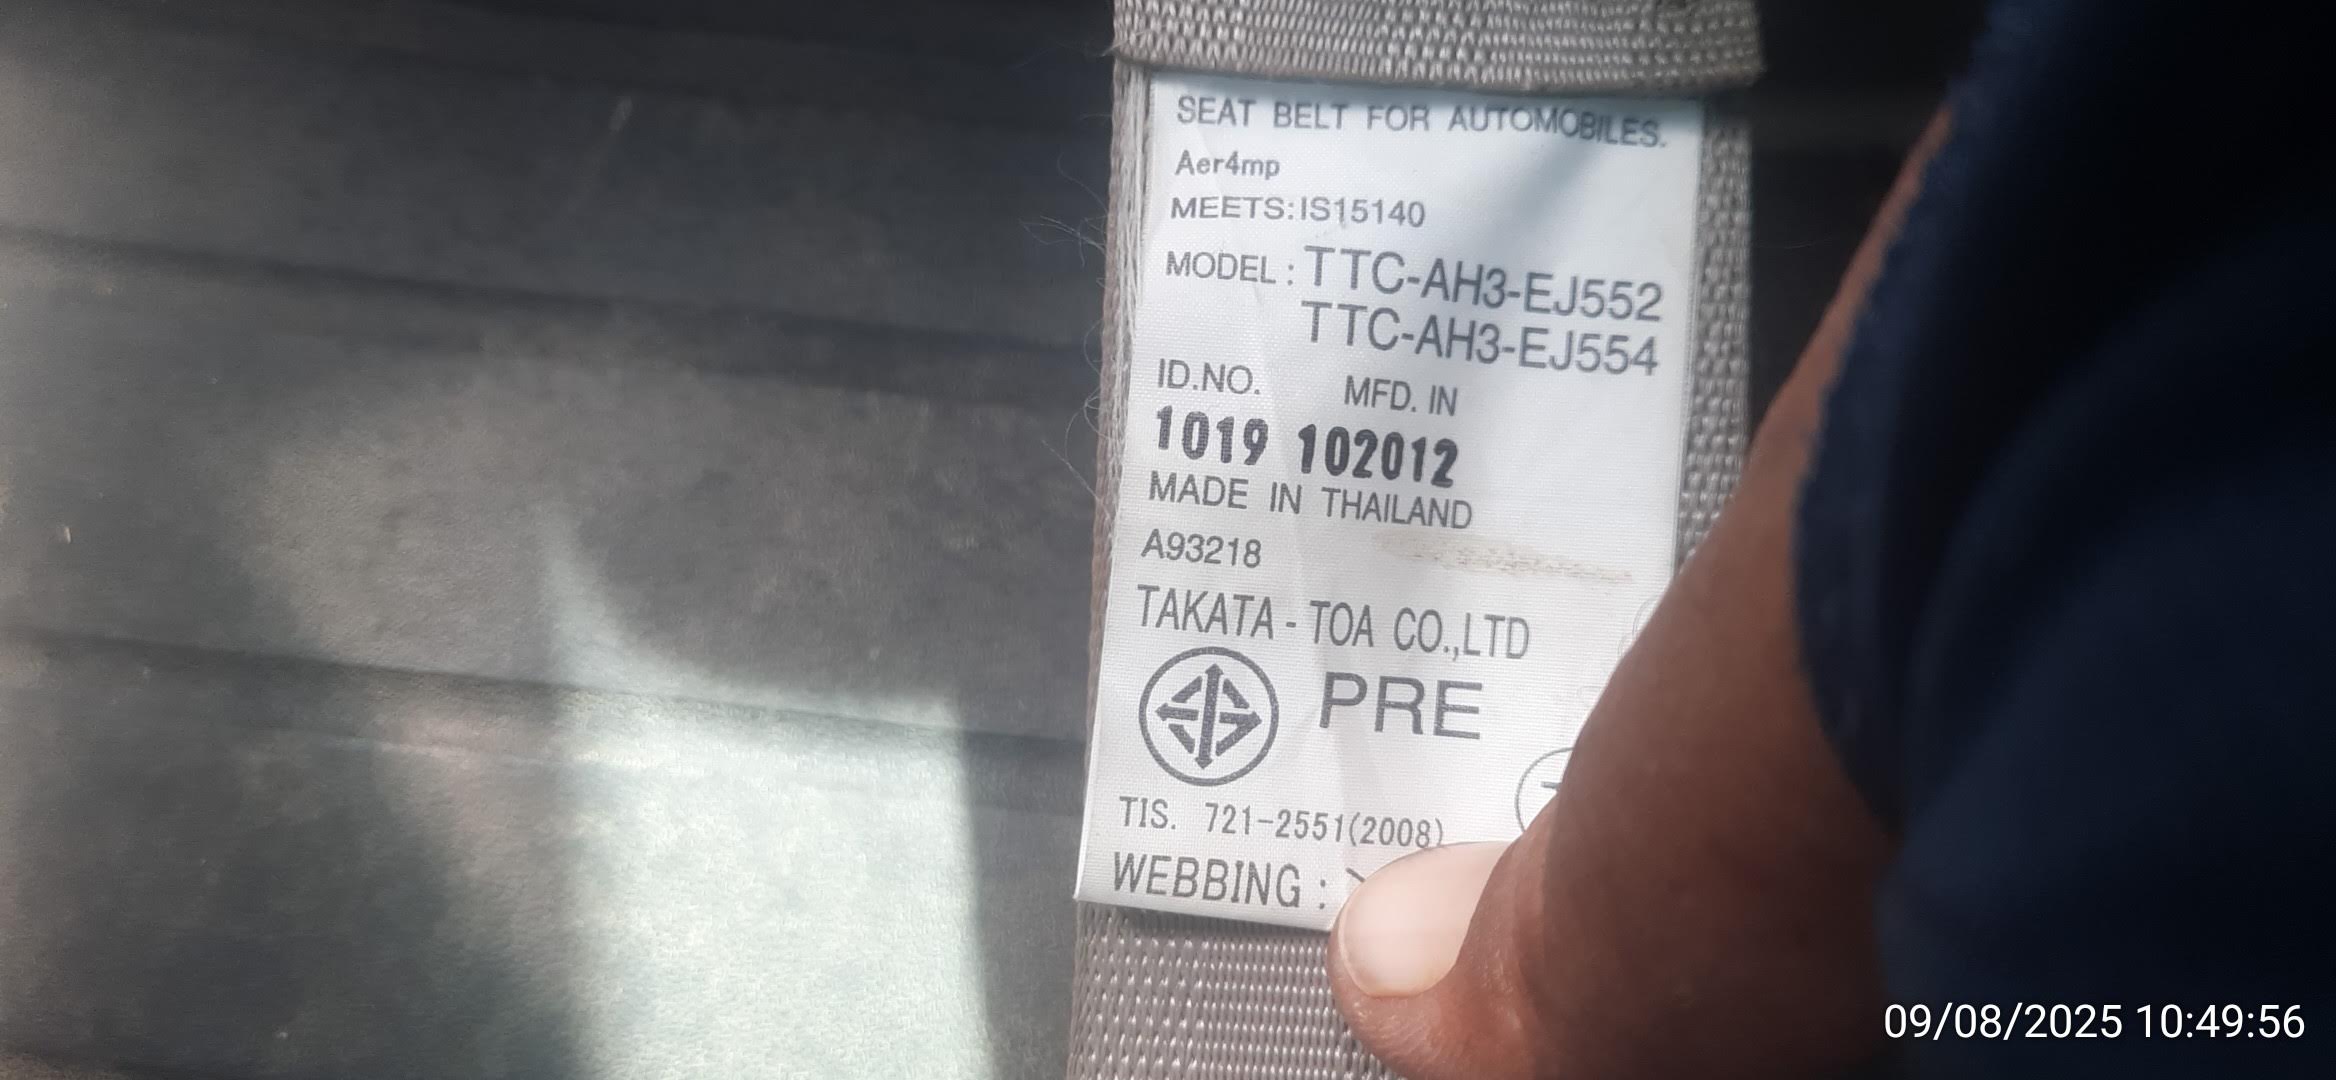 SEAT BELT FOR AUTOMOBILES.
Aer4mp
MEETS:IS15140
MODEL: TTC-AH3-EJ552
TTC-AH3-EJ554
ID.NO. MFD. IN
1019 102012
MADE IN THAILAND
A93218
TAKATA-TOA CO.,LTD
PRE
TIS. 721-2551(2008)
WEBBING :
09/08/2025 10:49:56